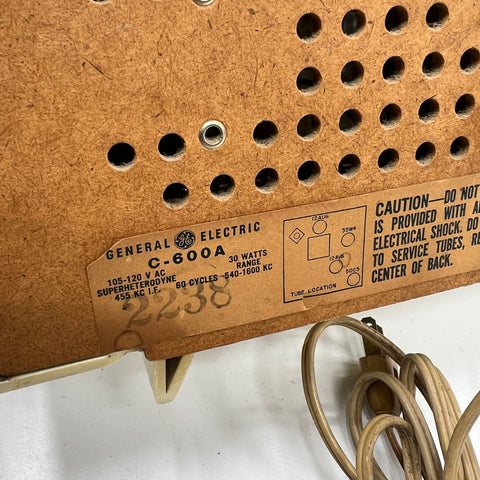 GENERAL GE ELECTRIC
C-600A
105-120 V AC 30 WATTS
SUPERHETERODYNE RANGE
455 KC I.F. 60 CYCLES 540-1600 KC
2238
12AU6
35W4
12AV6
50C5
TUBE LOCATION
CAUTION—DO NOT
IS PROVIDED WITH
ELECTRICAL SHOCK. DO
TO SERVICE TUBES,
CENTER OF BACK.